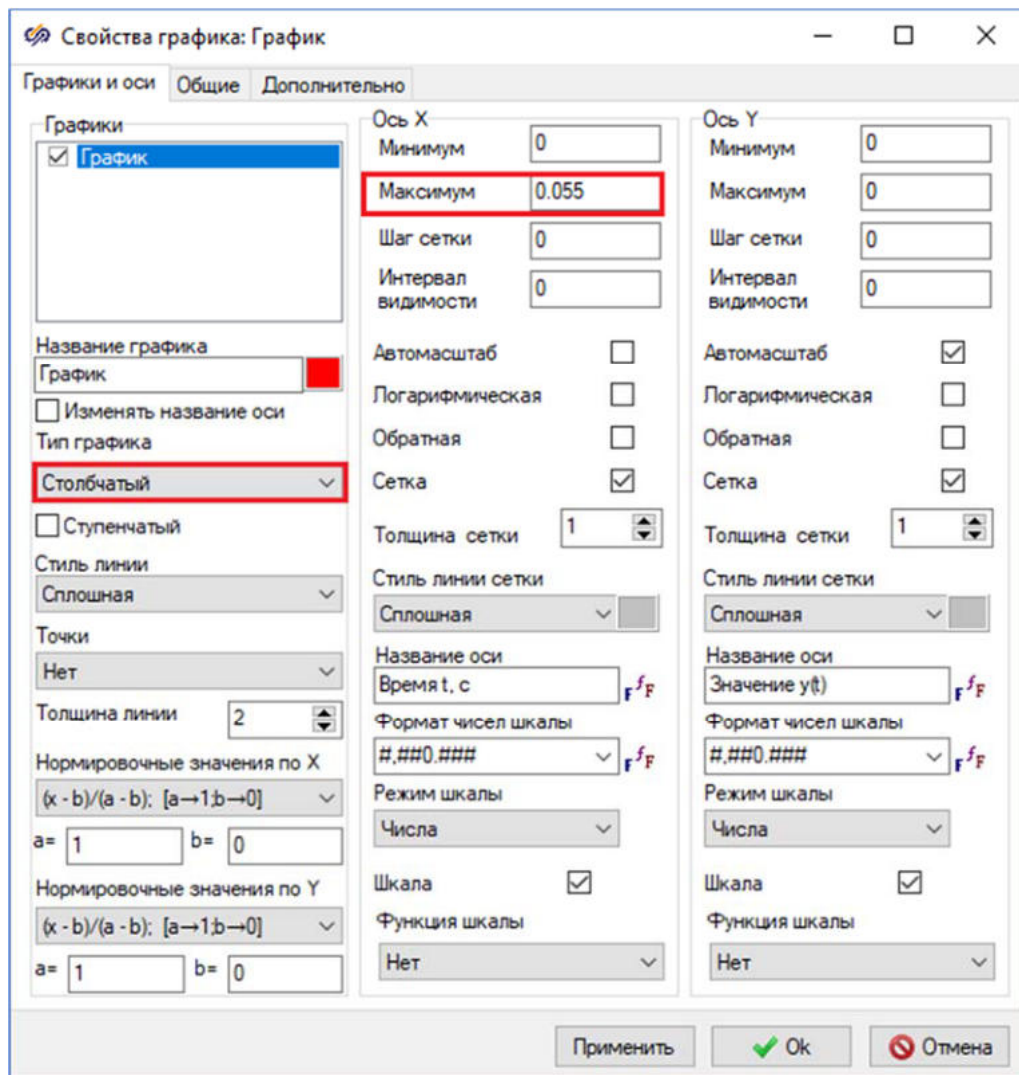 Свойства графика: График
Графики и оси Общие Дополнительно
Графики
График
Название графика
График
Изменять название оси
Тип графика
Столбчатый
Ступенчатый
Стиль линии
Сплошная
Точки
Нет
Толщина линии 2
Нормировочные значения по X
(x - b)/(a - b); [a→1;b→0]
a= 1 b= 0
Нормировочные значения по Y
(x - b)/(a - b); [a→1;b→0]
a= 1 b= 0
Ось X
Минимум 0
Максимум 0.055
Шаг сетки 0
Интервал
видимости 0
Автомасштаб
Логарифмическая
Обратная
Сетка
Толщина сетки 1
Стиль линии сетки
Сплошная
Название оси
Время t, с FfF
Формат чисел шкалы
#,##0.### FfF
Режим шкалы
Числа
Шкала
Функция шкалы
Нет
Ось Y
Минимум 0
Максимум 0
Шаг сетки 0
Интервал
видимости 0
Автомасштаб
Логарифмическая
Обратная
Сетка
Толщина сетки 1
Стиль линии сетки
Сплошная
Название оси
Значение y(t) FfF
Формат чисел шкалы
#,##0.### FfF
Режим шкалы
Числа
Шкала
Функция шкалы
Нет
Применить Ok Отмена